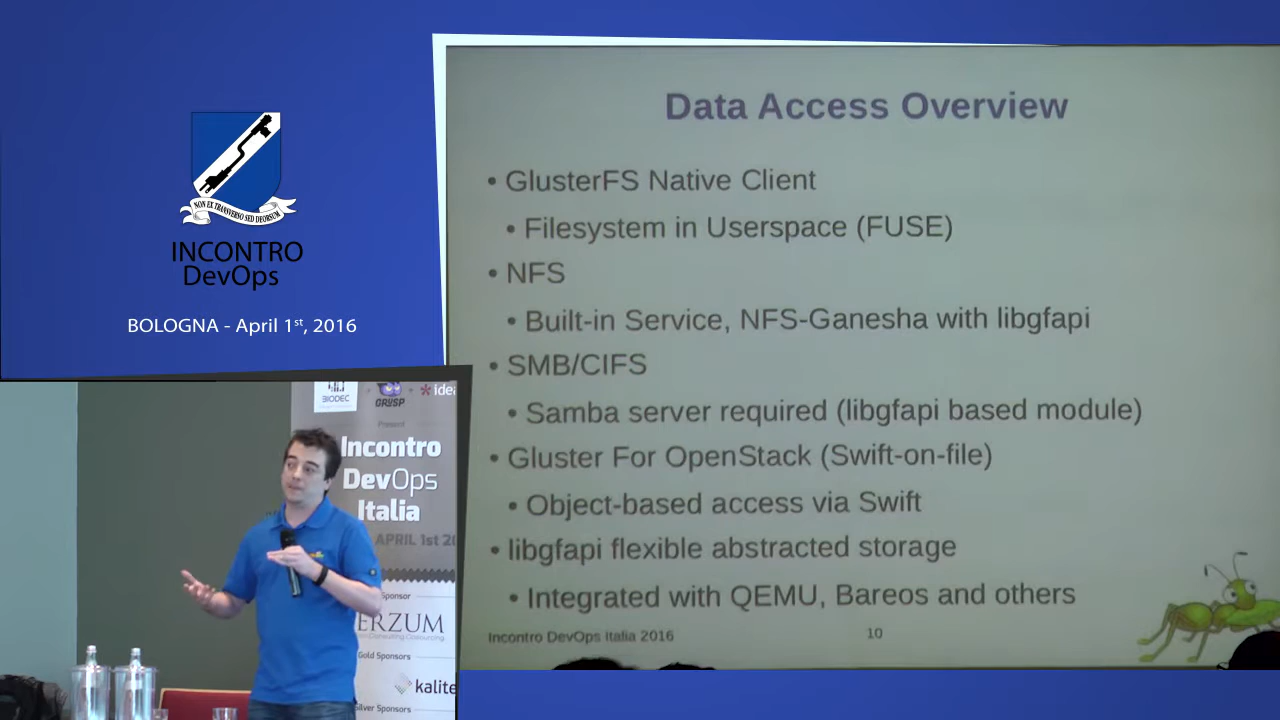 NON EX TRANSVERSO SED DEORSUM
INCONTRO
DevOps
BOLOGNA - April 1st, 2016
Data Access Overview
• GlusterFS Native Client
• Filesystem in Userspace (FUSE)
• NFS
• Built-in Service, NFS-Ganesha with libgfapi
• SMB/CIFS
• Samba server required (libgfapi based module)
• Gluster For OpenStack (Swift-on-file)
• Object-based access via Swift
• libgfapi flexible abstracted storage
• Integrated with QEMU, Bareos and others
Incontro DevOps Italia 2016
10
BIODEC
GRUSP
idea
Present
Incontro
DevOps
Italia
APRIL 1st 20
Sponsor
ERZUM
Gold Sponsors
kalite
Silver Sponsors